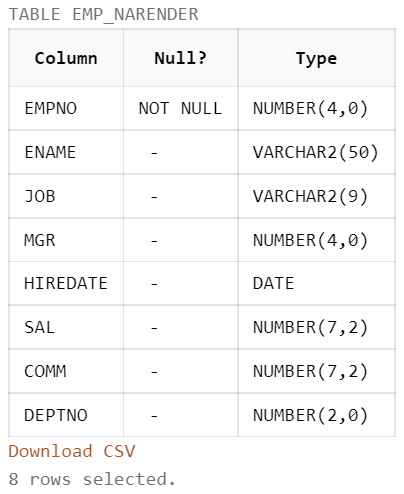 TABLE EMP_NARENDER
Column Null? Type
EMPNO NOT NULL NUMBER(4,0)
ENAME - VARCHAR2(50)
JOB - VARCHAR2(9)
MGR - NUMBER(4,0)
HIREDATE - DATE
SAL - NUMBER(7,2)
COMM - NUMBER(7,2)
DEPTNO - NUMBER(2,0)
Download CSV
8 rows selected.